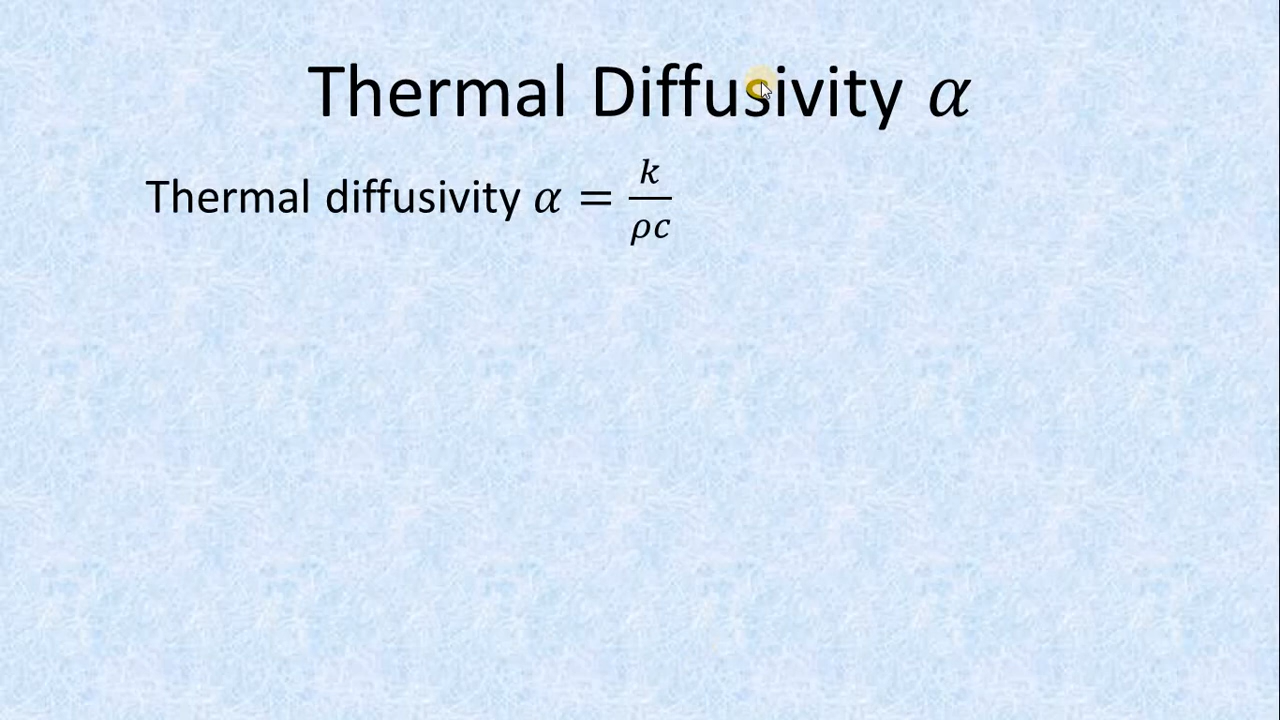 Thermal Diffusivity α
Thermal diffusivity α = k/ρc